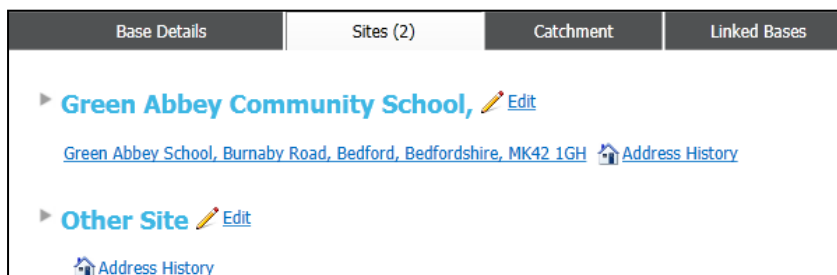 Base Details Sites (2) Catchment Linked Bases
Green Abbey Community School, Edit
Green Abbey School, Burnaby Road, Bedford, Bedfordshire, MK42 1GH Address History
Other Site Edit
Address History